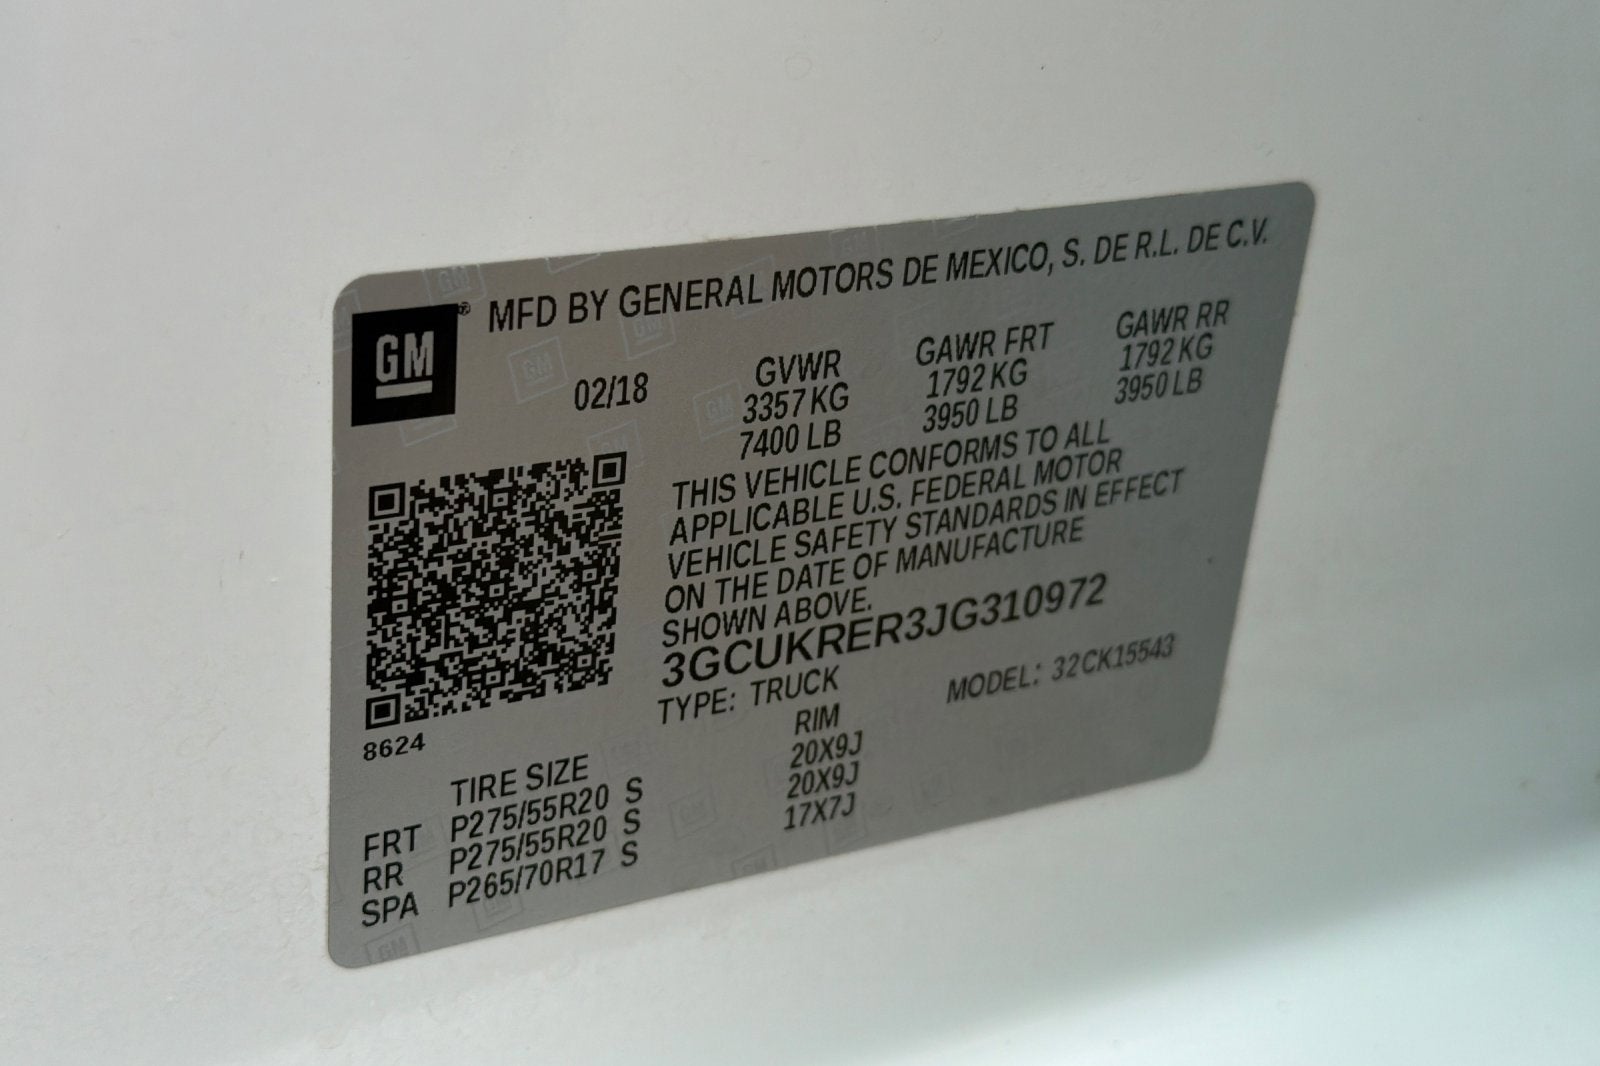 GM® MFD BY GENERAL MOTORS DE MEXICO, S. DE R.L. DE C.V.
02/18 GVWR GAWR FRT GAWR RR
3357 KG 1792 KG 1792 KG
7400 LB 3950 LB 3950 LB
THIS VEHICLE CONFORMS TO ALL
APPLICABLE U.S. FEDERAL MOTOR
VEHICLE SAFETY STANDARDS IN EFFECT
ON THE DATE OF MANUFACTURE
SHOWN ABOVE.
3GCUKRER3JG310972
TYPE: TRUCK MODEL: 32CK15543
8624
TIRE SIZE RIM
FRT P275/55R20 S 20X9J
RR P275/55R20 S 20X9J
SPA P265/70R17 S 17X7J